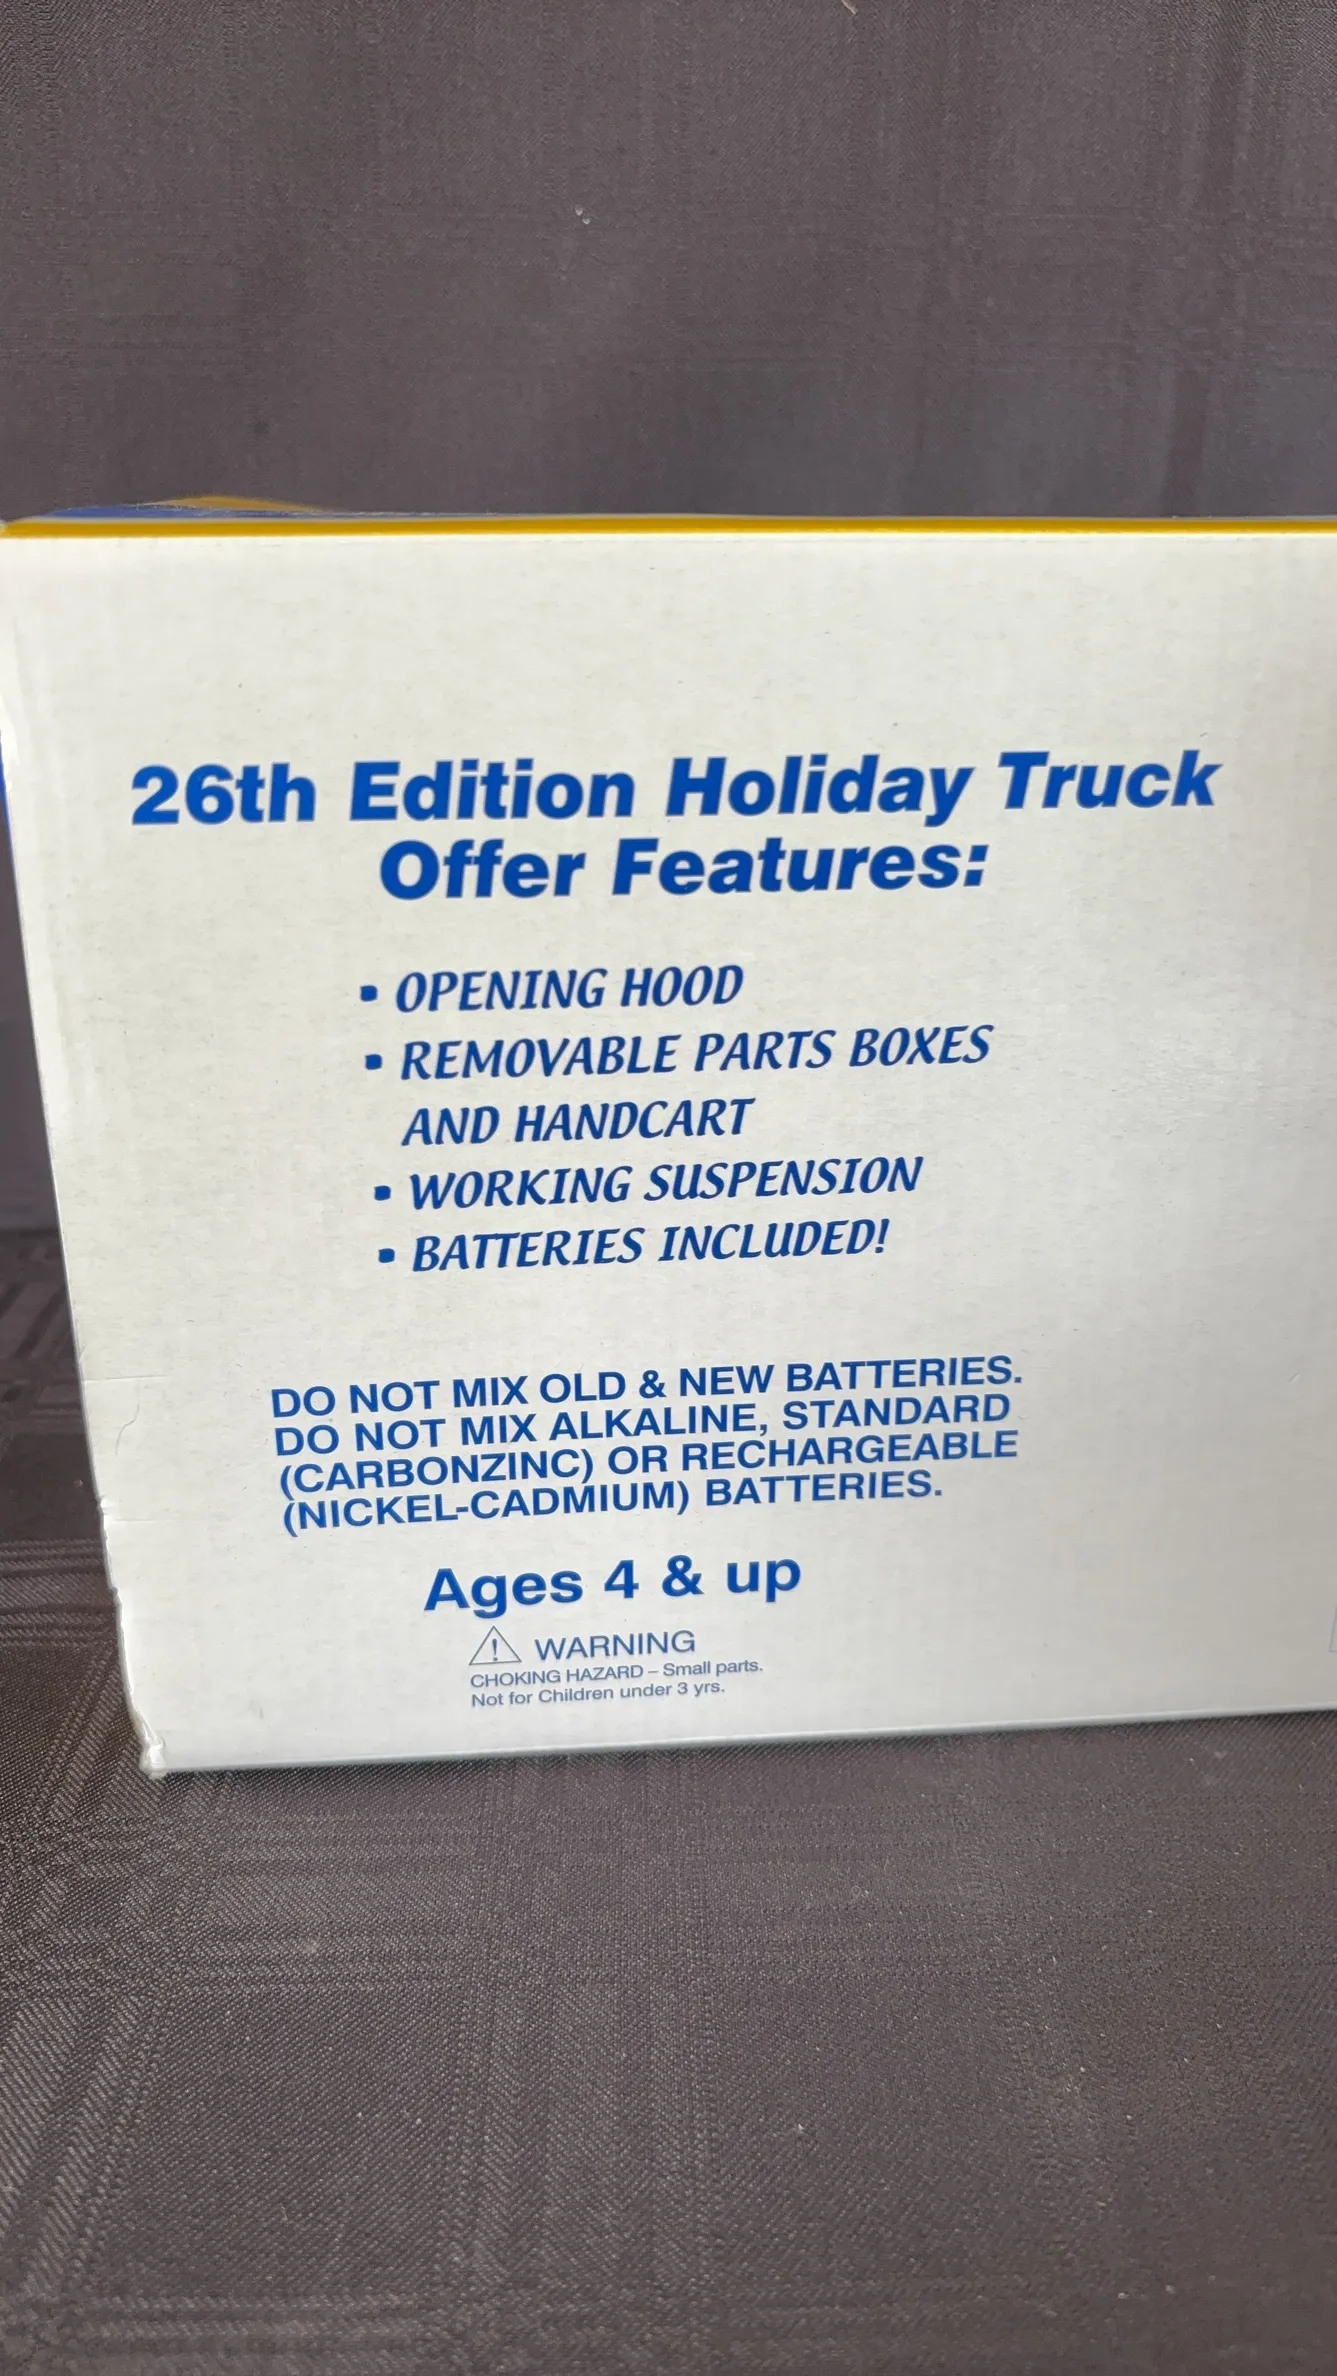 26th Edition Holiday Truck
Offer Features:
▪ OPENING HOOD
▪ REMOVABLE PARTS BOXES
AND HANDCART
▪ WORKING SUSPENSION
▪ BATTERIES INCLUDED!
DO NOT MIX OLD & NEW BATTERIES.
DO NOT MIX ALKALINE, STANDARD
(CARBONZINC) OR RECHARGEABLE
(NICKEL-CADMIUM) BATTERIES.
Ages 4 & up
⚠ WARNING
CHOKING HAZARD – Small parts.
Not for Children under 3 yrs.